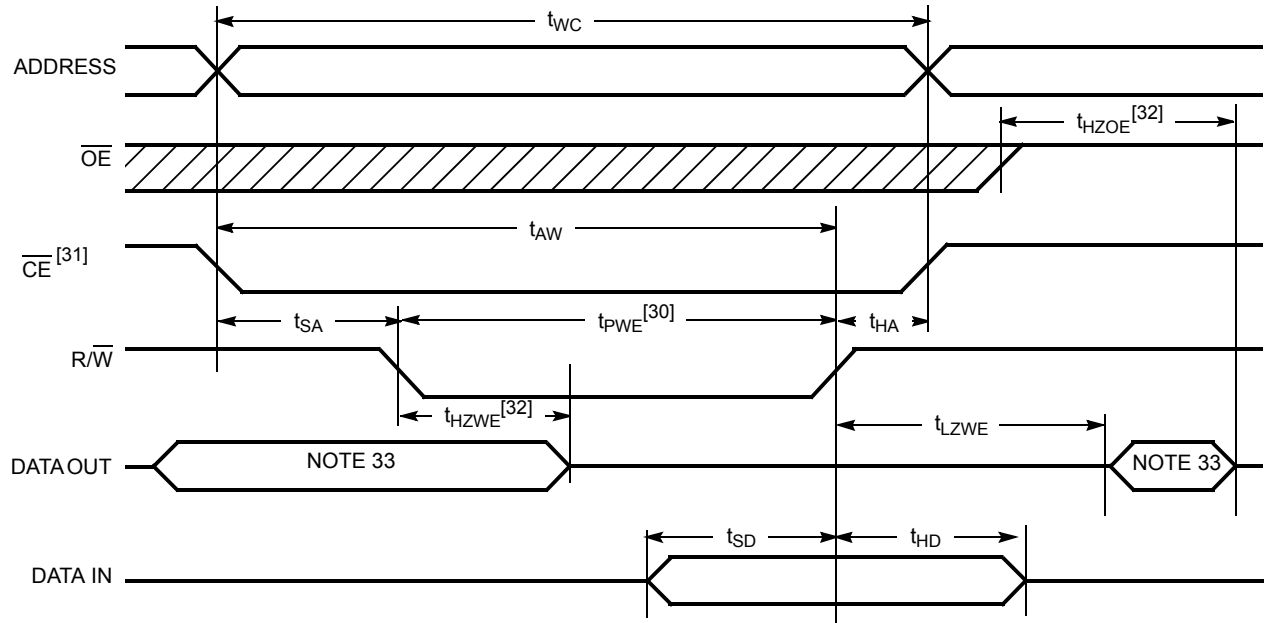 tWC
ADDRESS
tHZOE[32]
OE
tAW
CE[31]
tSA
tPWE[30]
tHA
R/W
tHZWE[32]
tLZWE
DATA OUT
NOTE 33
NOTE 33
tSD
tHD
DATA IN